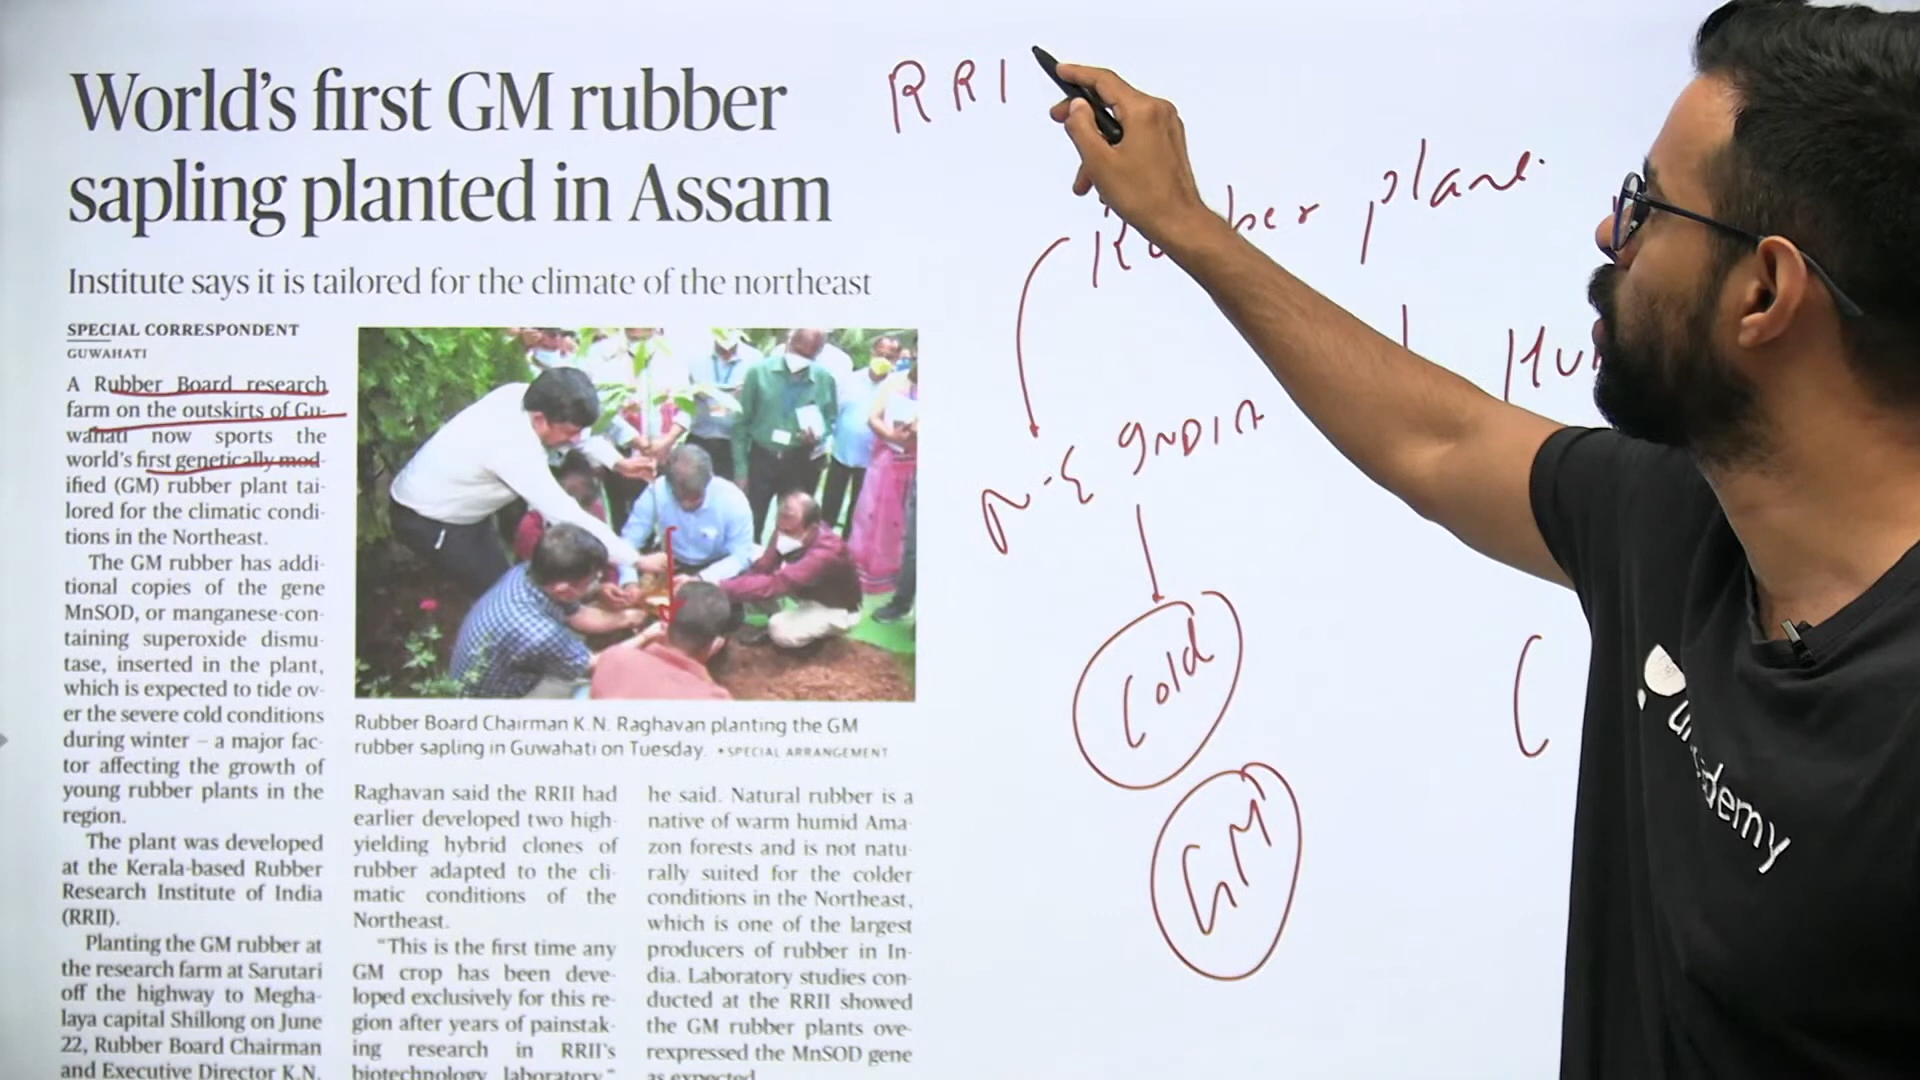 World's first GM rubber
sapling planted in Assam
Institute says it is tailored for the climate of the northeast
SPECIAL CORRESPONDENT
GUWAHATI
A Rubber Board research
farm on the outskirts of Gu-
wahati now sports the
world's first genetically mod-
ified (GM) rubber plant tai-
lored for the climatic condi-
tions in the Northeast.
The GM rubber has addi-
tional copies of the gene
MnSOD, or manganese-con-
taining superoxide dismu-
tase, inserted in the plant,
which is expected to tide ov-
er the severe cold conditions
during winter – a major fac-
tor affecting the growth of
young rubber plants in the
region.
The plant was developed
at the Kerala-based Rubber
Research Institute of India
(RRII).
Planting the GM rubber at
the research farm at Sarutari
off the highway to Megha-
laya capital Shillong on June
22, Rubber Board Chairman
and Executive Director K.N.
Rubber Board Chairman K.N. Raghavan planting the GM
rubber sapling in Guwahati on Tuesday. •SPECIAL ARRANGEMENT
Raghavan said the RRII had
earlier developed two high-
yielding hybrid clones of
rubber adapted to the cli-
matic conditions of the
Northeast.
"This is the first time any
GM crop has been deve-
loped exclusively for this re-
gion after years of painstak-
ing research in RRII's
biotechnology laboratory,"
he said. Natural rubber is a
native of warm humid Ama-
zon forests and is not natu-
rally suited for the colder
conditions in the Northeast,
which is one of the largest
producers of rubber in In-
dia. Laboratory studies con-
ducted at the RRII showed
the GM rubber plants ove-
rexpressed the MnSOD gene
as expected
RRI
N-E INDIA
Cold
GM